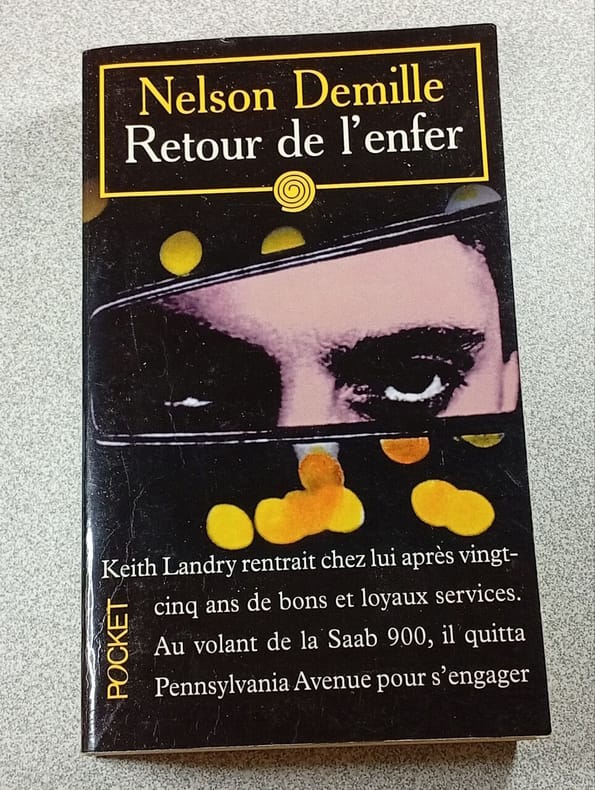 Nelson Demille
Retour de l'enfer
Keith Landry rentrait chez lui après vingt-
cinq ans de bons et loyaux services.
Au volant de la Saab 900, il quitta
Pennsylvania Avenue pour s'engager
POCKET